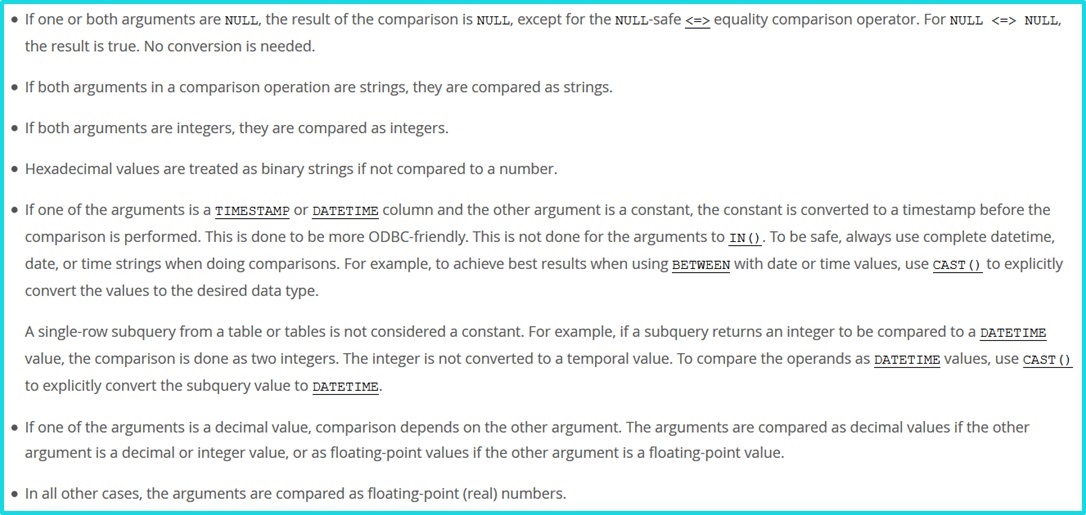 • If one or both arguments are NULL, the result of the comparison is NULL, except for the NULL-safe <=> equality comparison operator. For NULL <=> NULL,
the result is true. No conversion is needed.
• If both arguments in a comparison operation are strings, they are compared as strings.
• If both arguments are integers, they are compared as integers.
• Hexadecimal values are treated as binary strings if not compared to a number.
• If one of the arguments is a TIMESTAMP or DATETIME column and the other argument is a constant, the constant is converted to a timestamp before the
comparison is performed. This is done to be more ODBC-friendly. This is not done for the arguments to IN(). To be safe, always use complete datetime,
date, or time strings when doing comparisons. For example, to achieve best results when using BETWEEN with date or time values, use CAST() to explicitly
convert the values to the desired data type.
A single-row subquery from a table or tables is not considered a constant. For example, if a subquery returns an integer to be compared to a DATETIME
value, the comparison is done as two integers. The integer is not converted to a temporal value. To compare the operands as DATETIME values, use CAST()
to explicitly convert the subquery value to DATETIME.
• If one of the arguments is a decimal value, comparison depends on the other argument. The arguments are compared as decimal values if the other
argument is a decimal or integer value, or as floating-point values if the other argument is a floating-point value.
• In all other cases, the arguments are compared as floating-point (real) numbers.